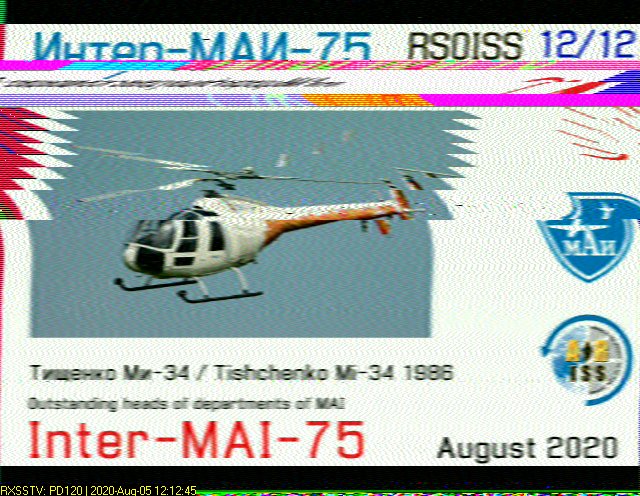 Интер-МАИ-75 RS0ISS 12/12
МАИ
ISS
Тищенко Ми-34 / Tishchenko Mi-34 1986
Outstanding heads of departments of MAI
Inter-MAI-75 August 2020
RXSSTV: PD120 | 2020-Aug-05 12:12:45